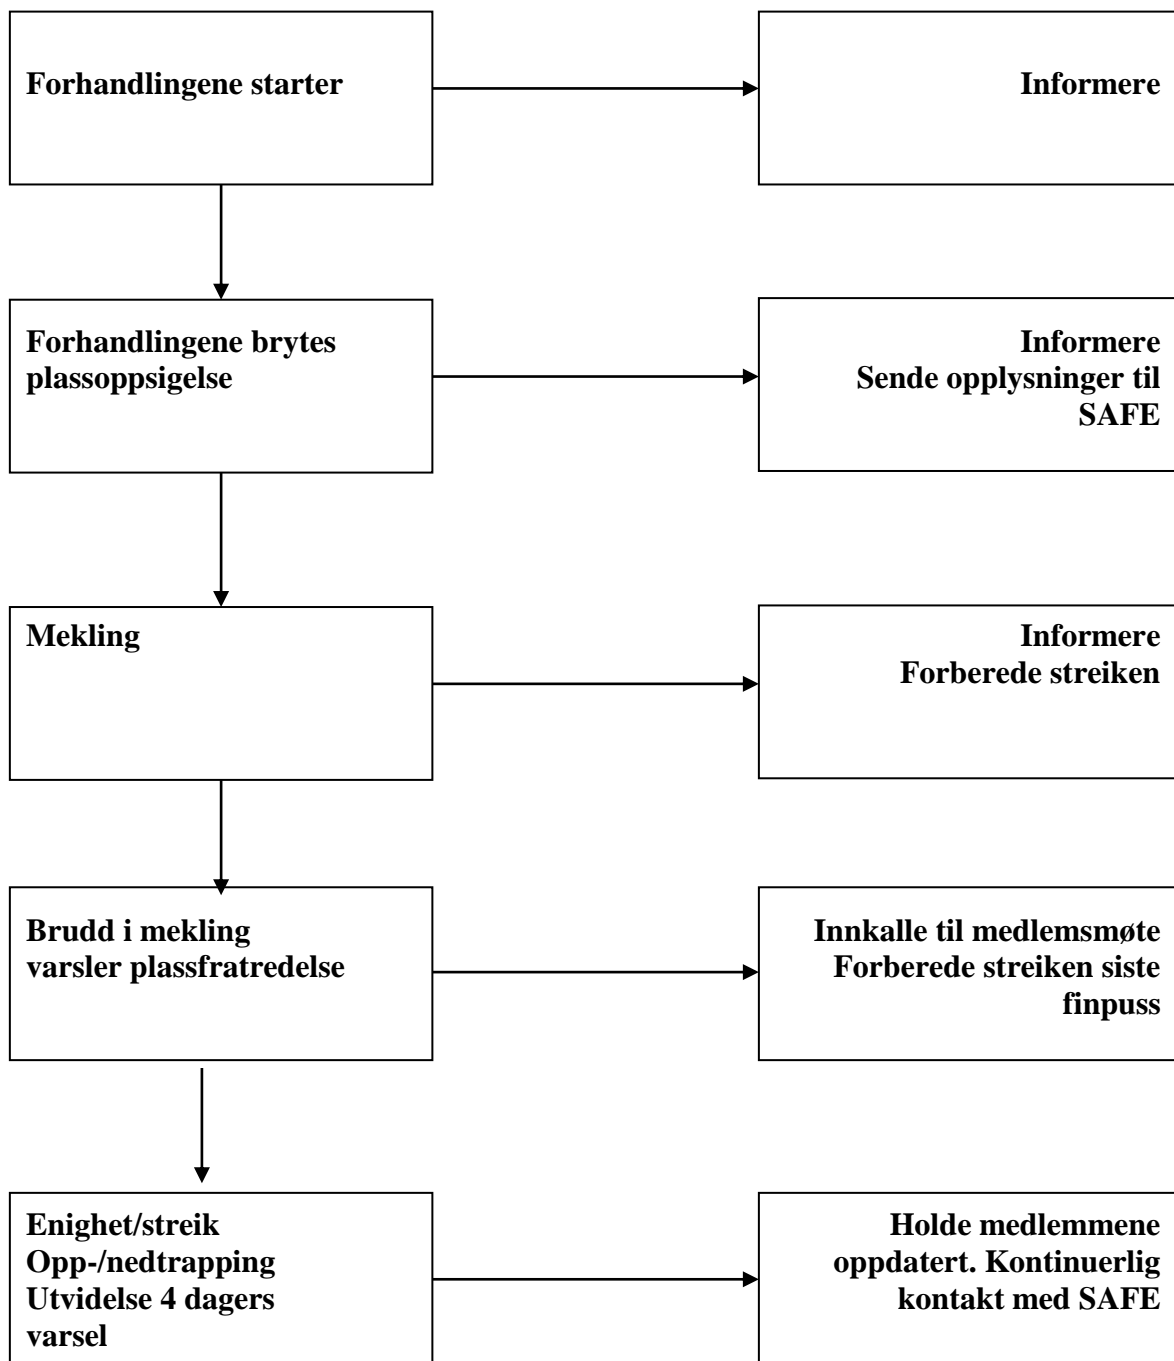 Forhandlingene starter
Informere
Forhandlingene brytes
plassoppsigelse
Informere
Sende opplysninger til
SAFE
Mekling
Informere
Forberede streiken
Brudd i mekling
varsler plassfratredelse
Innkalle til medlemsmøte
Forberede streiken siste
finpuss
Enighet/streik
Opp-/nedtrapping
Utvidelse 4 dagers
varsel
Holde medlemmene
oppdatert. Kontinuerlig
kontakt med SAFE